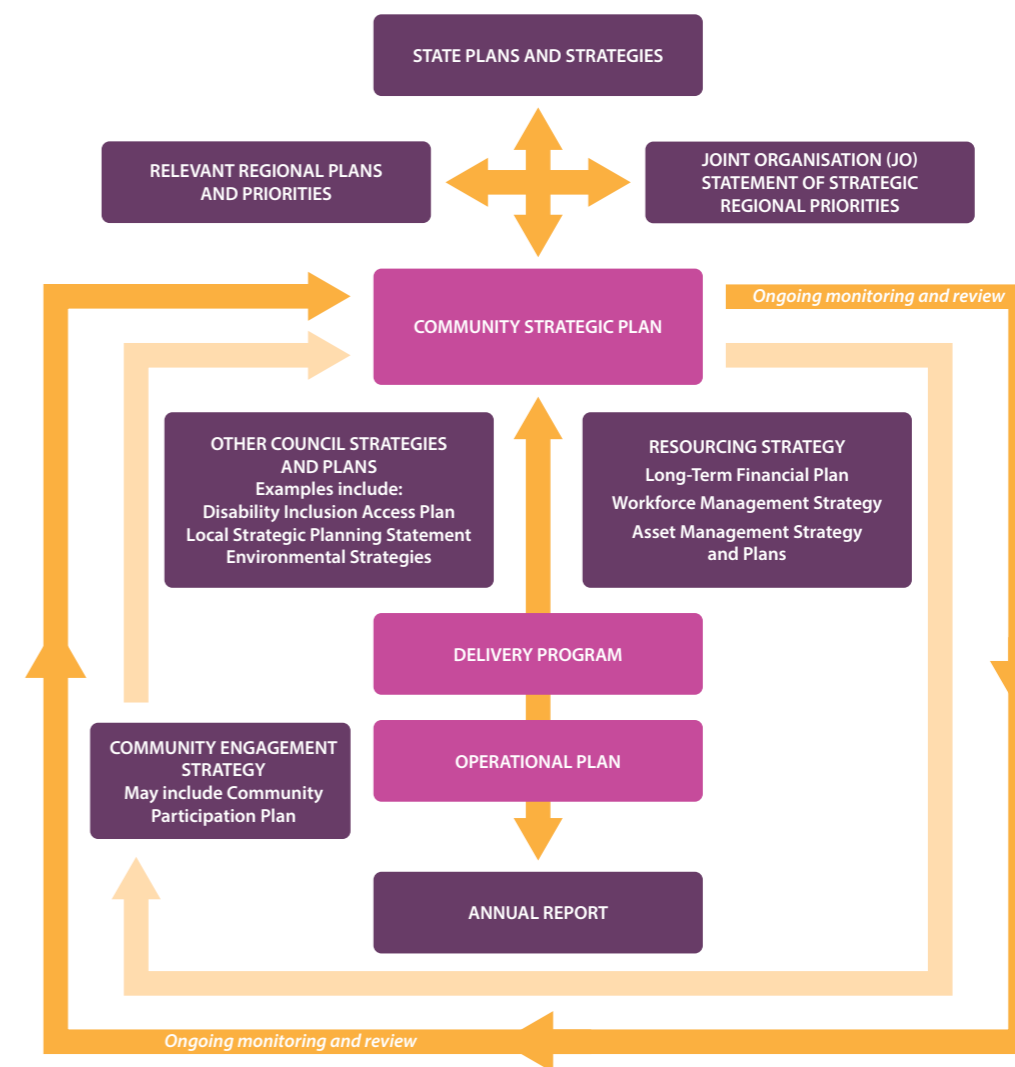 STATE PLANS AND STRATEGIES
RELEVANT REGIONAL PLANS
AND PRIORITIES
JOINT ORGANISATION (JO)
STATEMENT OF STRATEGIC
REGIONAL PRIORITIES
COMMUNITY STRATEGIC PLAN
Ongoing monitoring and review
OTHER COUNCIL STRATEGIES
AND PLANS
Examples include:
Disability Inclusion Access Plan
Local Strategic Planning Statement
Environmental Strategies
RESOURCING STRATEGY
Long-Term Financial Plan
Workforce Management Strategy
Asset Management Strategy
and Plans
DELIVERY PROGRAM
COMMUNITY ENGAGEMENT
STRATEGY
May include Community
Participation Plan
OPERATIONAL PLAN
ANNUAL REPORT
Ongoing monitoring and review